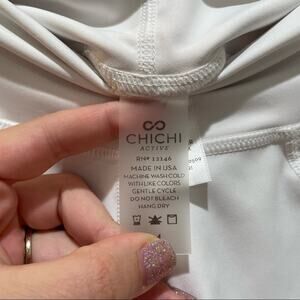 CHICHI
ACTIVE
RN# 13146
MADE IN USA
MACHINE WASH COLD
WITH LIKE COLORS
GENTLE CYCLE
DO NOT BLEACH
HANG DRY